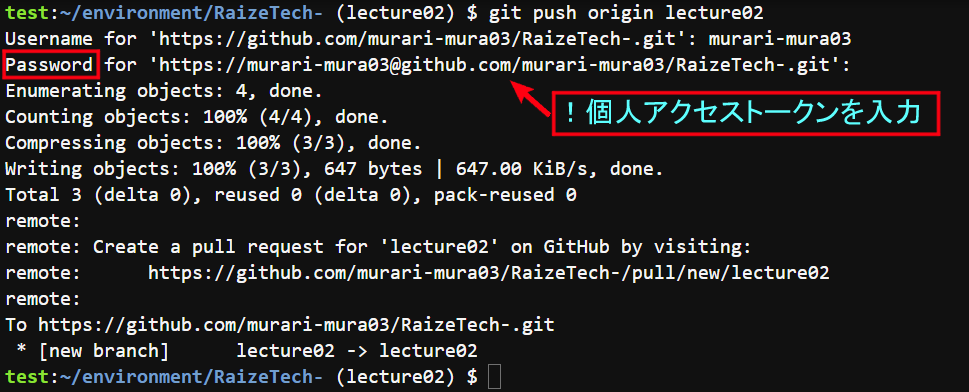 test:~/environment/RaizeTech- (lecture02) $ git push origin lecture02
Username for 'https://github.com/murari-mura03/RaizeTech-.git': murari-mura03
Password for 'https://murari-mura03@github.com/murari-mura03/RaizeTech-.git':
！個人アクセストークンを入力
Enumerating objects: 4, done.
Counting objects: 100% (4/4), done.
Compressing objects: 100% (3/3), done.
Writing objects: 100% (3/3), 647 bytes | 647.00 KiB/s, done.
Total 3 (delta 0), reused 0 (delta 0), pack-reused 0
remote:
remote: Create a pull request for 'lecture02' on GitHub by visiting:
remote:      https://github.com/murari-mura03/RaizeTech-/pull/new/lecture02
remote:
To https://github.com/murari-mura03/RaizeTech-.git
 * [new branch]      lecture02 -> lecture02
test:~/environment/RaizeTech- (lecture02) $